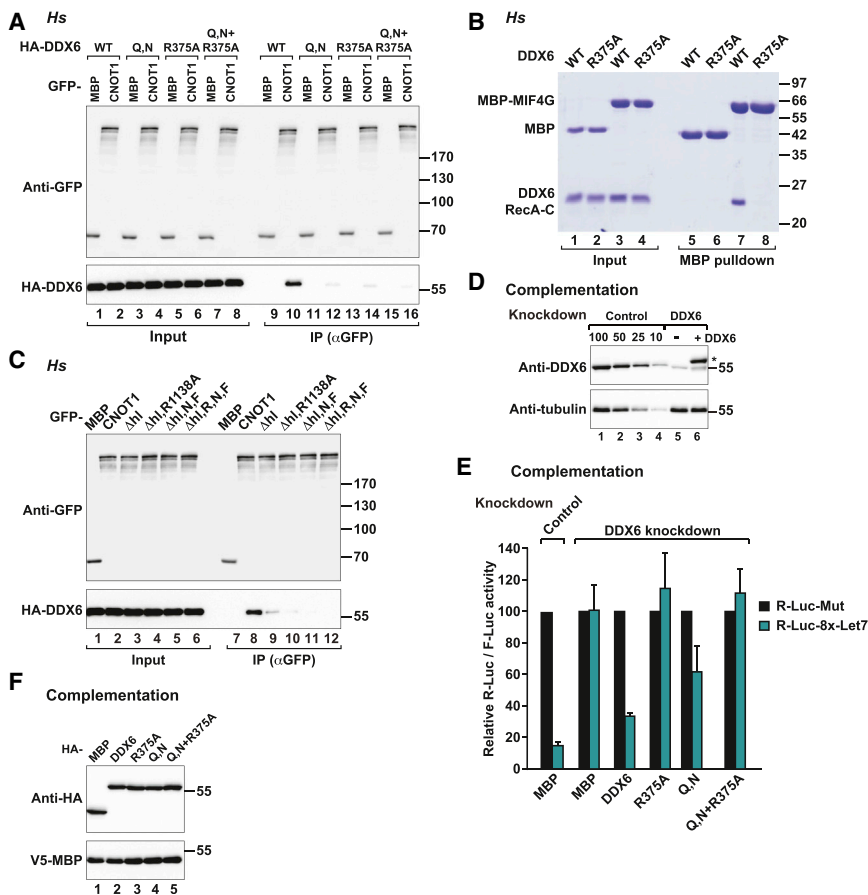 A
Hs
HA-DDX6
WT
Q,N
R375A
Q,N+
R375A
WT
Q,N
R375A
Q,N+
R375A
GFP-
MBP
CNOT1
MBP
CNOT1
MBP
CNOT1
MBP
CNOT1
MBP
CNOT1
MBP
CNOT1
MBP
CNOT1
MBP
CNOT1
Anti-GFP
170
130
100
70
HA-DDX6
55
1 2 3 4 5 6 7 8 9 10 11 12 13 14 15 16
Input
IP (αGFP)
B
Hs
DDX6
WT
R375A
WT
R375A
WT
R375A
WT
R375A
MBP-MIF4G
MBP
DDX6
RecA-C
97
66
55
42
35
27
20
1 2 3 4 5 6 7 8
Input
MBP pulldown
C
Hs
GFP-
MBP
CNOT1
Δhl
Δhl,R1138A
Δhl,N,F
Δhl,R,N,F
MBP
CNOT1
Δhl
Δhl,R1138A
Δhl,N,F
Δhl,R,N,F
Anti-GFP
170
130
100
70
HA-DDX6
55
1 2 3 4 5 6 7 8 9 10 11 12
Input
IP (αGFP)
D
Complementation
Knockdown
Control
DDX6
100 50 25 10 - + DDX6
Anti-DDX6
*
55
Anti-tubulin
55
1 2 3 4 5 6
E
Complementation
Knockdown
Control
DDX6 knockdown
Relative R-Luc / F-Luc activity
140
120
100
80
60
40
20
0
R-Luc-Mut
R-Luc-8x-Let7
MBP
MBP
DDX6
R375A
Q,N
Q,N+R375A
F
Complementation
HA-
MBP
DDX6
R375A
Q,N
Q,N+R375A
Anti-HA
55
V5-MBP
55
1 2 3 4 5